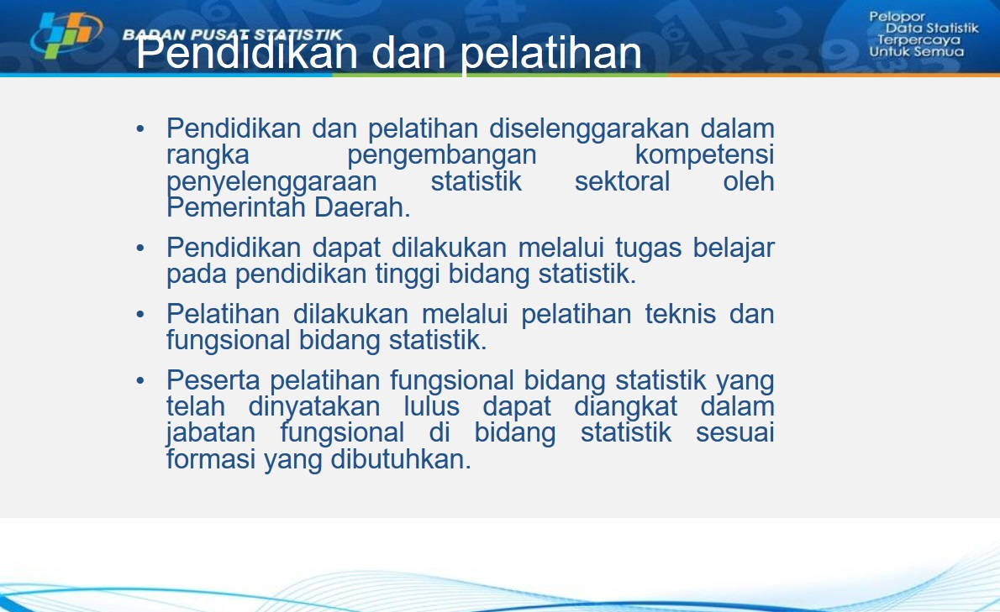 BADAN PUSAT STATISTIK
Pendidikan dan pelatihan
Pelopor
Data Statistik
Terpercaya
Untuk Semua
• Pendidikan dan pelatihan diselenggarakan dalam
rangka pengembangan kompetensi
penyelenggaraan statistik sektoral oleh
Pemerintah Daerah.
• Pendidikan dapat dilakukan melalui tugas belajar
pada pendidikan tinggi bidang statistik.
• Pelatihan dilakukan melalui pelatihan teknis dan
fungsional bidang statistik.
• Peserta pelatihan fungsional bidang statistik yang
telah dinyatakan lulus dapat diangkat dalam
jabatan fungsional di bidang statistik sesuai
formasi yang dibutuhkan.